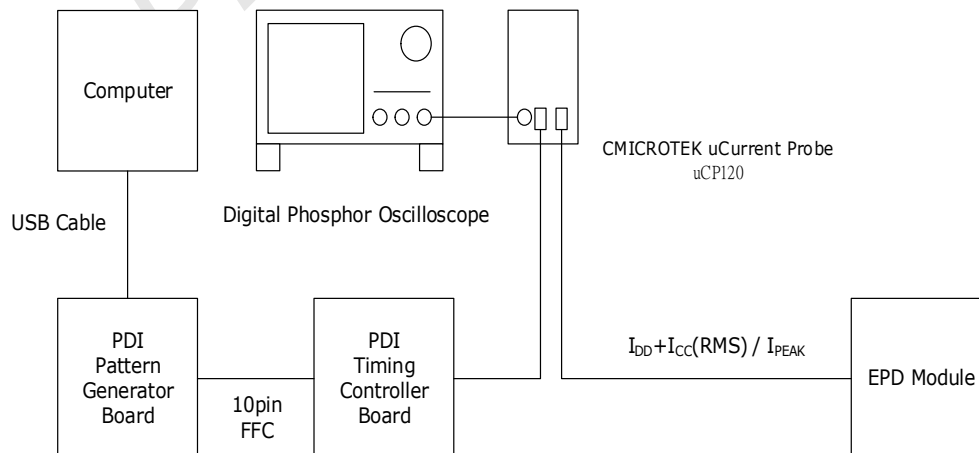 Computer
CMICROTEK uCurrent Probe
uCP120
Digital Phosphor Oscilloscope
USB Cable
PDI
Pattern
Generator
Board
10pin
FFC
PDI
Timing
Controller
Board
IDD+ICC(RMS) / IPEAK
EPD Module